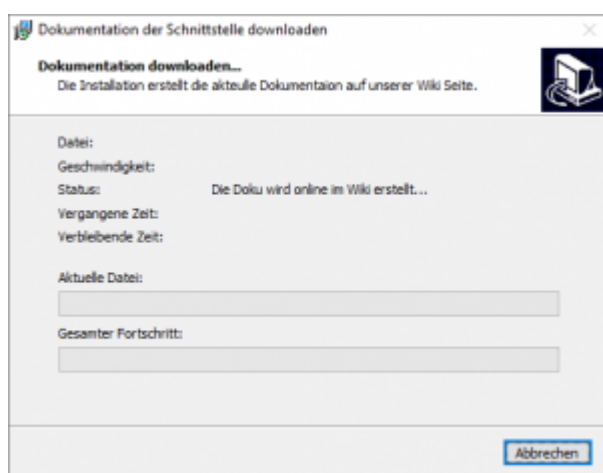 Dokumentation der Schnittstelle downloaden
Dokumentation downloaden...
Die Installation erstellt die akteulle Dokumentaion auf unserer Wiki Seite.
Datei:
Geschwindigkeit:
Status: Die Doku wird online im Wiki erstellt...
Vergangene Zeit:
Verbleibende Zeit:
Aktuelle Datei:
Gesamter Fortschritt:
Abbrechen